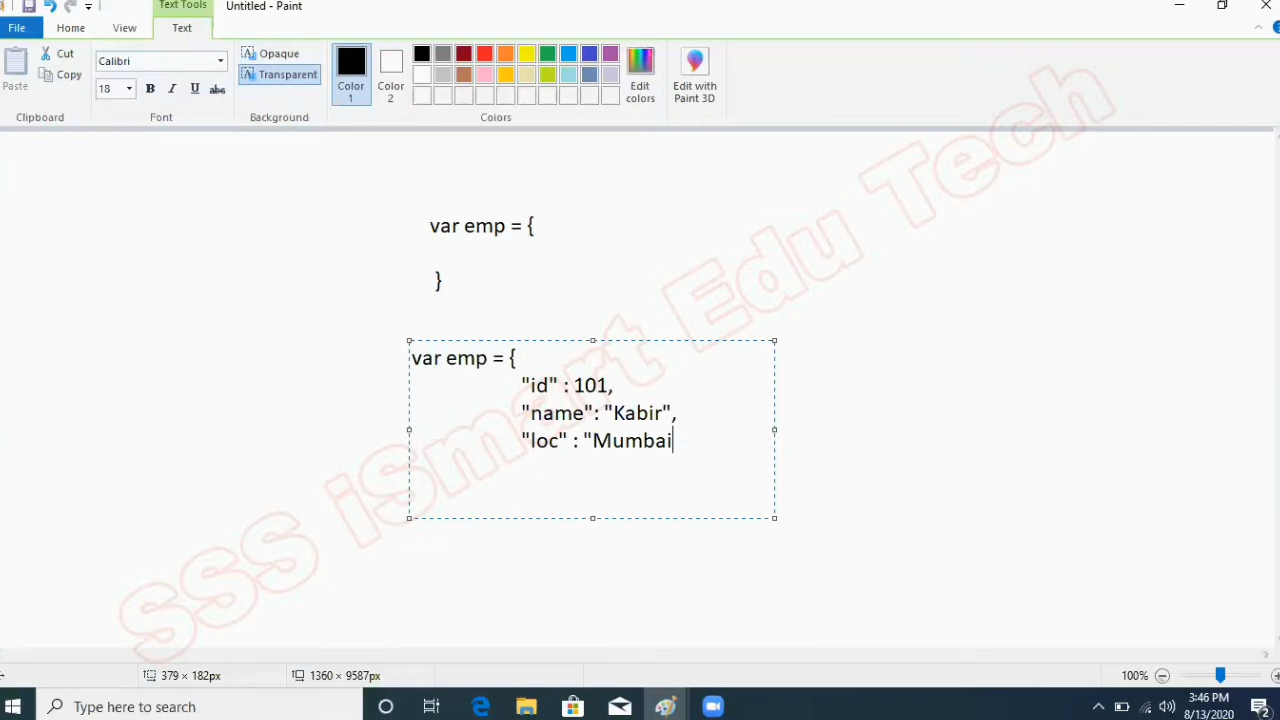 Text Tools
Untitled - Paint
File
Home
View
Text
Paste
Cut
Copy
Clipboard
Calibri
18
B I U abc
Font
Opaque
Transparent
Background
Color 1
Color 2
Edit colors
Colors
Edit with Paint 3D
var emp = {
}
var emp = {
"id" : 101,
"name": "Kabir",
"loc" : "Mumbai
SSS iSmart Edu Tech
379 × 182px
1360 × 9587px
100%
Type here to search
3:46 PM
8/13/2020
2